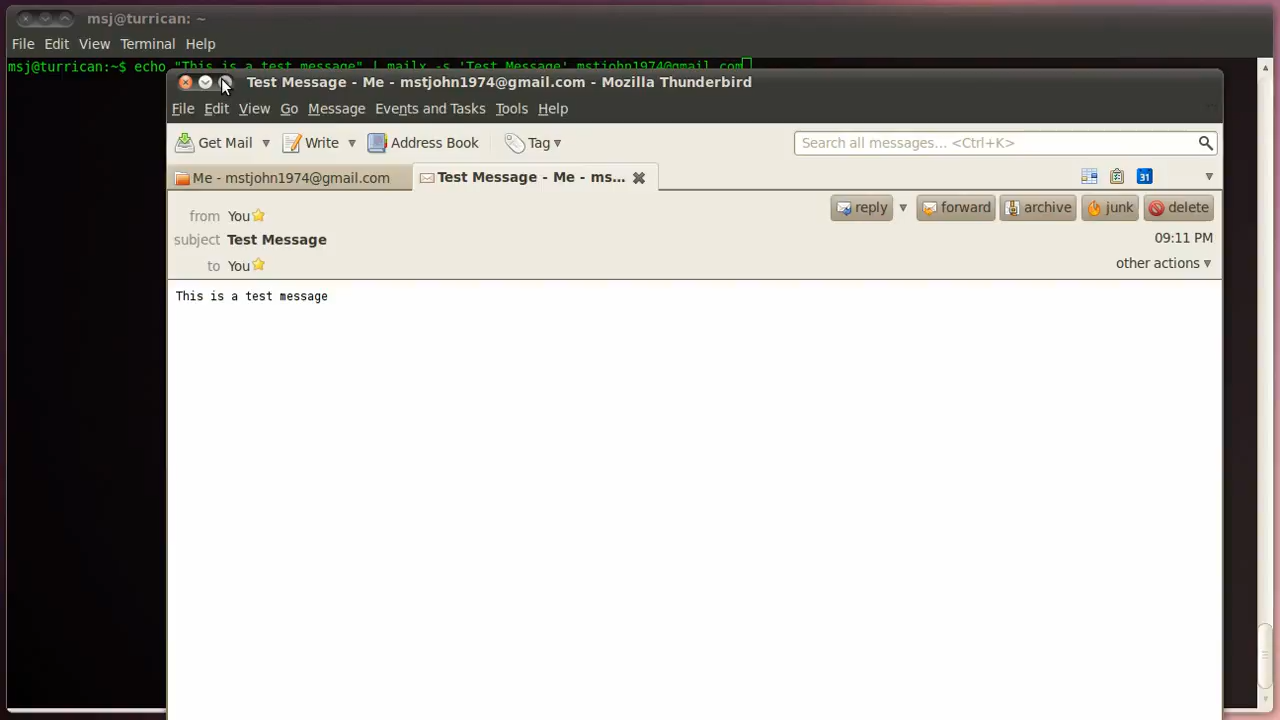 msj@turrican: ~
File Edit View Terminal Help
msj@turrican:~$ echo "This is a test message" | mailx -s 'Test Message' mstjohn1974@gmail.com
Test Message - Me - mstjohn1974@gmail.com - Mozilla Thunderbird
File Edit View Go Message Events and Tasks Tools Help
Get Mail Write Address Book Tag Search all messages... <Ctrl+K>
Me - mstjohn1974@gmail.com Test Message - Me - ms... 31
from You reply forward archive junk delete
subject Test Message 09:11 PM
to You other actions
This is a test message